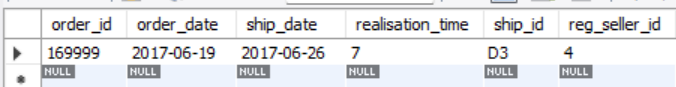 order_id order_date ship_date realisation_time ship_id reg_seller_id
169999 2017-06-19 2017-06-26 7 D3 4
NULL NULL NULL NULL NULL NULL